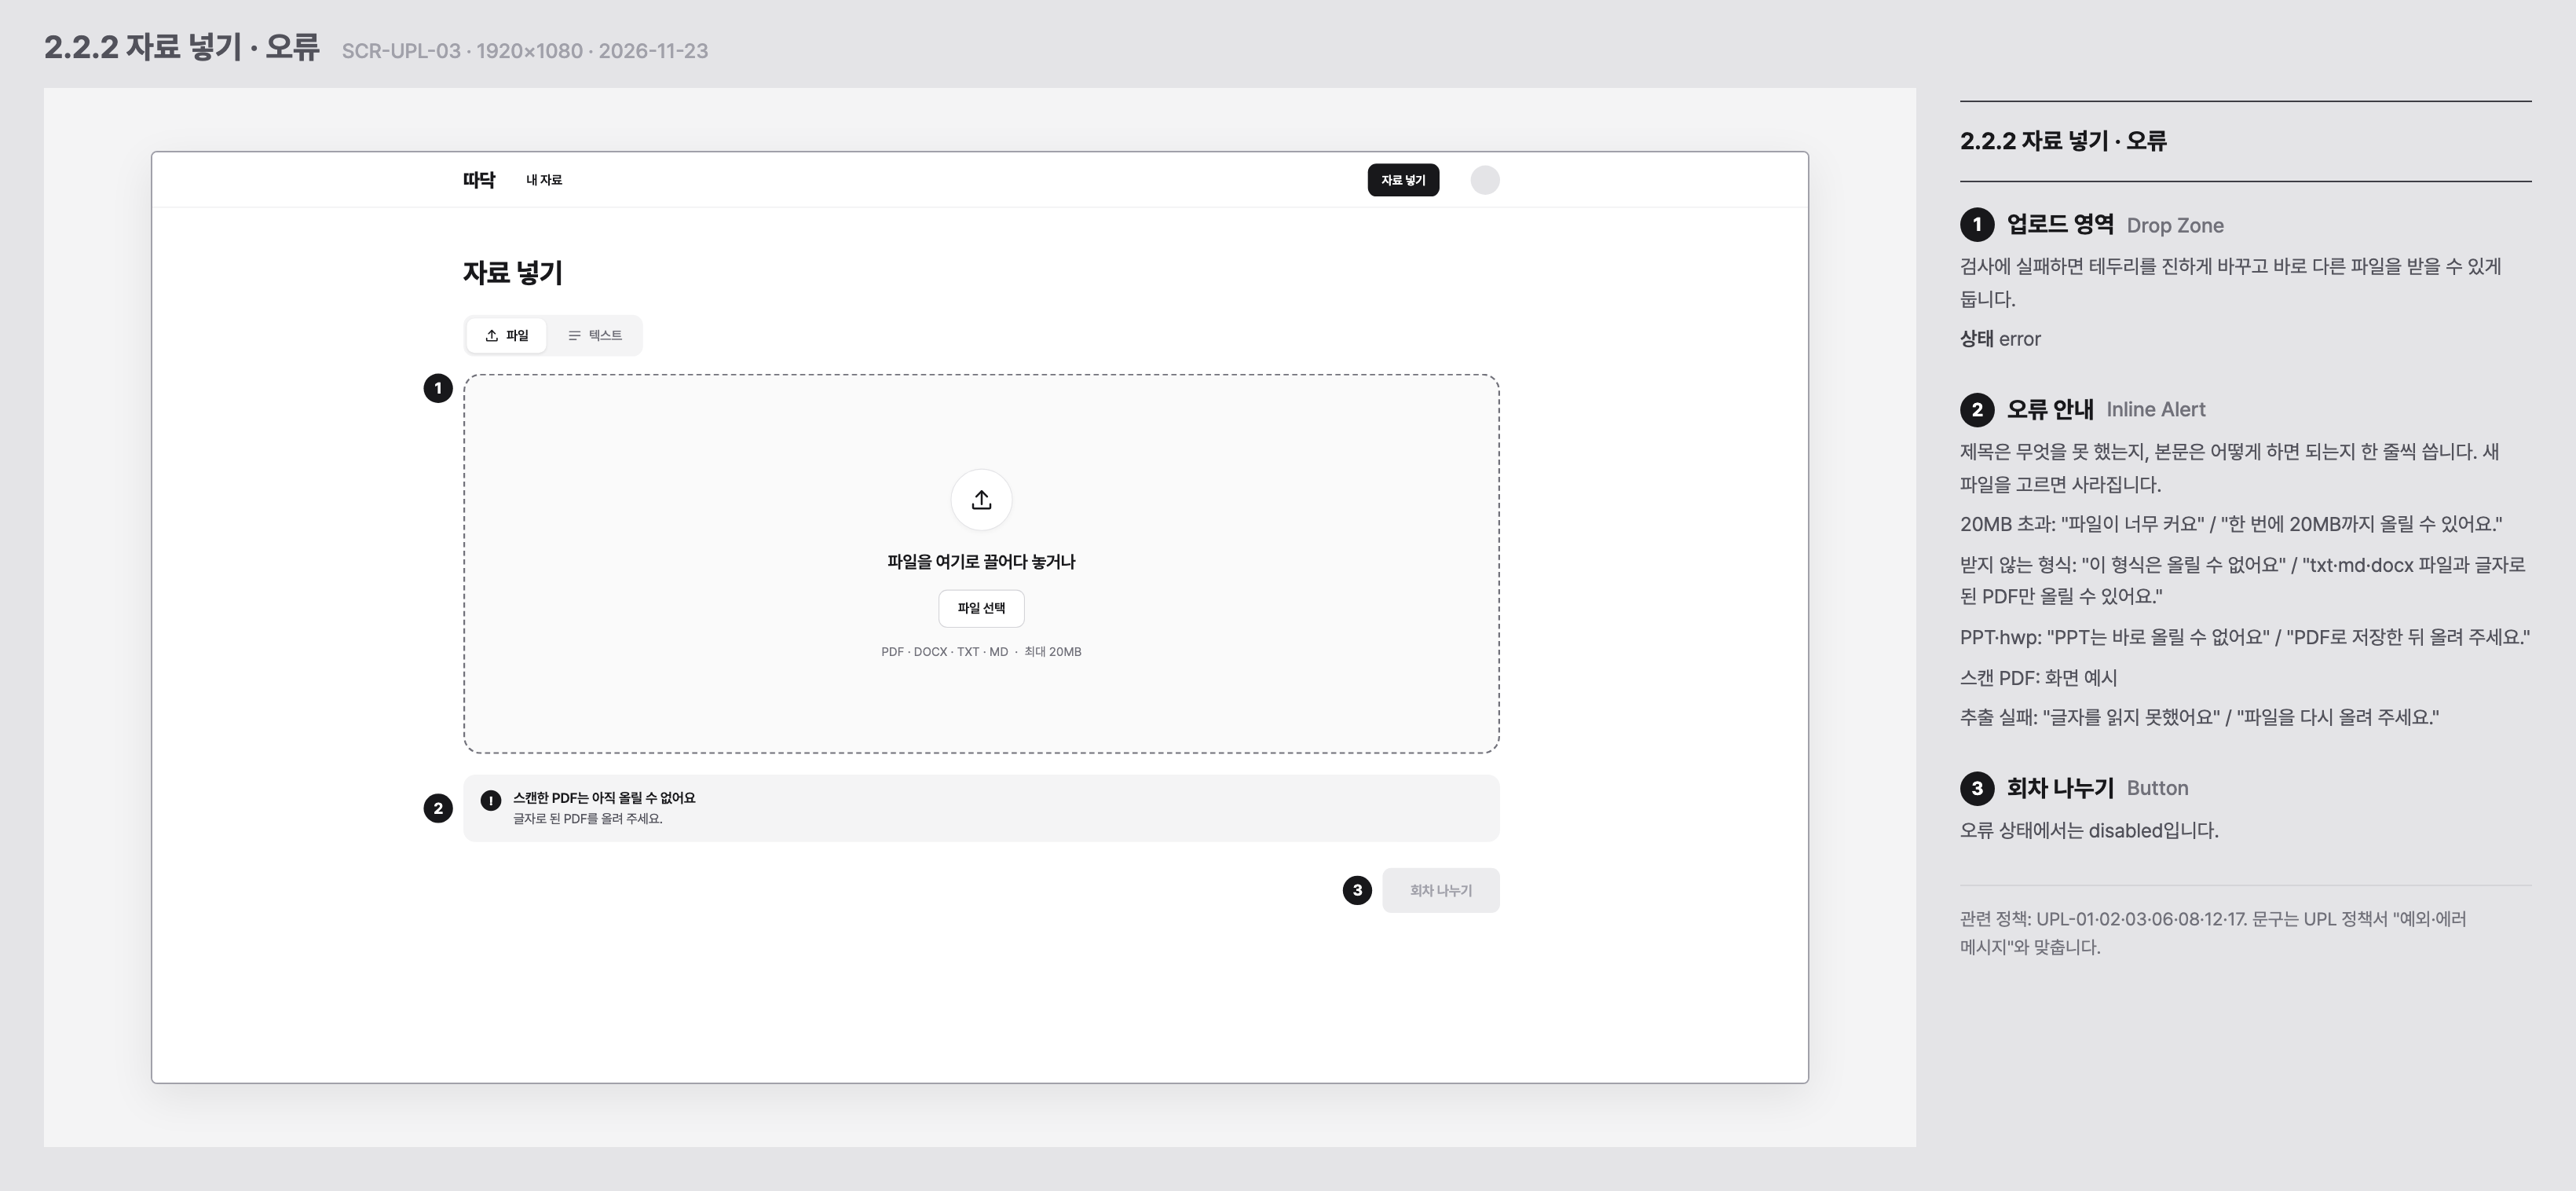 2.2.2 자료 넣기 · 오류 SCR-UPL-03 · 1920×1080 · 2026-11-23
따닥 내 자료 자료 넣기
자료 넣기
파일 텍스트
1
파일을 여기로 끌어다 놓거나
파일 선택
PDF · DOCX · TXT · MD · 최대 20MB
2
! 스캔한 PDF는 아직 올릴 수 없어요
글자로 된 PDF를 올려 주세요.
3 회차 나누기
2.2.2 자료 넣기 · 오류
1 업로드 영역 Drop Zone
검사에 실패하면 테두리를 진하게 바꾸고 바로 다른 파일을 받을 수 있게
둡니다.
상태 error
2 오류 안내 Inline Alert
제목은 무엇을 못 했는지, 본문은 어떻게 하면 되는지 한 줄씩 씁니다. 새
파일을 고르면 사라집니다.
20MB 초과: "파일이 너무 커요" / "한 번에 20MB까지 올릴 수 있어요."
받지 않는 형식: "이 형식은 올릴 수 없어요" / "txt·md·docx 파일과 글자로
된 PDF만 올릴 수 있어요."
PPT·hwp: "PPT는 바로 올릴 수 없어요" / "PDF로 저장한 뒤 올려 주세요."
스캔 PDF: 화면 예시
추출 실패: "글자를 읽지 못했어요" / "파일을 다시 올려 주세요."
3 회차 나누기 Button
오류 상태에서는 disabled입니다.
관련 정책: UPL-01·02·03·06·08·12·17. 문구는 UPL 정책서 "예외·에러
메시지"와 맞춥니다.